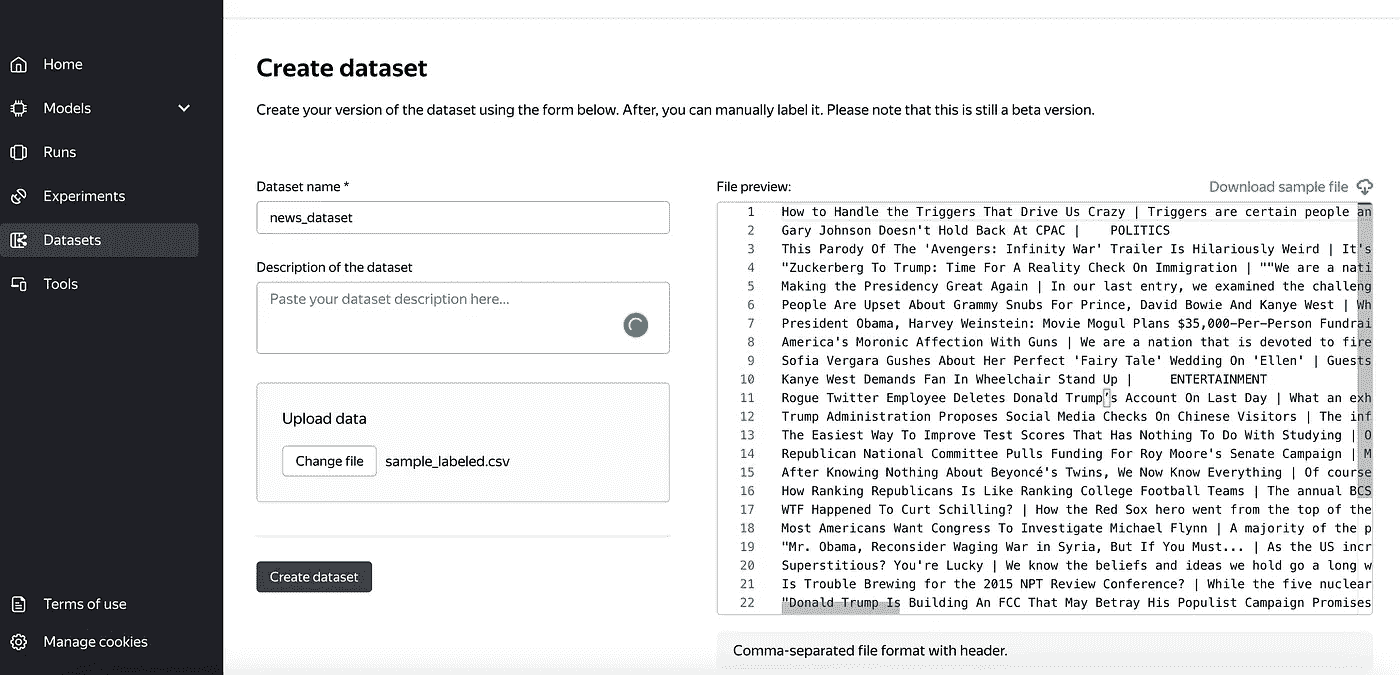 Home
Models
Runs
Experiments
Datasets
Tools
Terms of use
Manage cookies
Create dataset
Create your version of the dataset using the form below. After, you can manually label it. Please note that this is still a beta version.
Dataset name *
news_dataset
Description of the dataset
Paste your dataset description here...
Upload data
Change file sample_labeled.csv
Create dataset
File preview:
Download sample file
1 How to Handle the Triggers That Drive Us Crazy | Triggers are certain people an
2 Gary Johnson Doesn't Hold Back At CPAC | POLITICS
3 This Parody Of The 'Avengers: Infinity War' Trailer Is Hilariously Weird | It's
4 "Zuckerberg To Trump: Time For A Reality Check On Immigration | ""We are a nati
5 Making the Presidency Great Again | In our last entry, we examined the challeng
6 People Are Upset About Grammy Snubs For Prince, David Bowie And Kanye West | Wh
7 President Obama, Harvey Weinstein: Movie Mogul Plans $35,000-Per-Person Fundrai
8 America's Moronic Affection With Guns | We are a nation that is devoted to fire
9 Sofia Vergara Gushes About Her Perfect 'Fairy Tale' Wedding On 'Ellen' | Guests
10 Kanye West Demands Fan In Wheelchair Stand Up | ENTERTAINMENT
11 Rogue Twitter Employee Deletes Donald Trump’s Account On Last Day | What an exh
12 Trump Administration Proposes Social Media Checks On Chinese Visitors | The inf
13 The Easiest Way To Improve Test Scores That Has Nothing To Do With Studying | O
14 Republican National Committee Pulls Funding For Roy Moore's Senate Campaign | M
15 After Knowing Nothing About Beyoncé's Twins, We Now Know Everything | Of course
16 How Ranking Republicans Is Like Ranking College Football Teams | The annual BCS
17 WTF Happened To Curt Schilling? | How the Red Sox hero went from the top of the
18 Most Americans Want Congress To Investigate Michael Flynn | A majority of the p
19 "Mr. Obama, Reconsider Waging War in Syria, But If You Must... | As the US incr
20 Superstitious? You're Lucky | We know the beliefs and ideas we hold go a long w
21 Is Trouble Brewing for the 2015 NPT Review Conference? | While the five nuclear
22 "Donald Trump Is Building An FCC That May Betray His Populist Campaign Promises
Comma-separated file format with header.